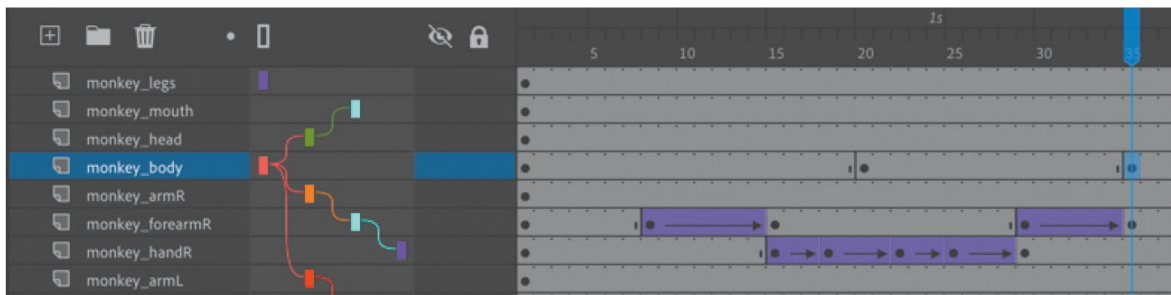 1s
5 10 15 20 25 30 35
monkey_legs
monkey_mouth
monkey_head
monkey_body
monkey_armR
monkey_forearmR
monkey_handR
monkey_armL